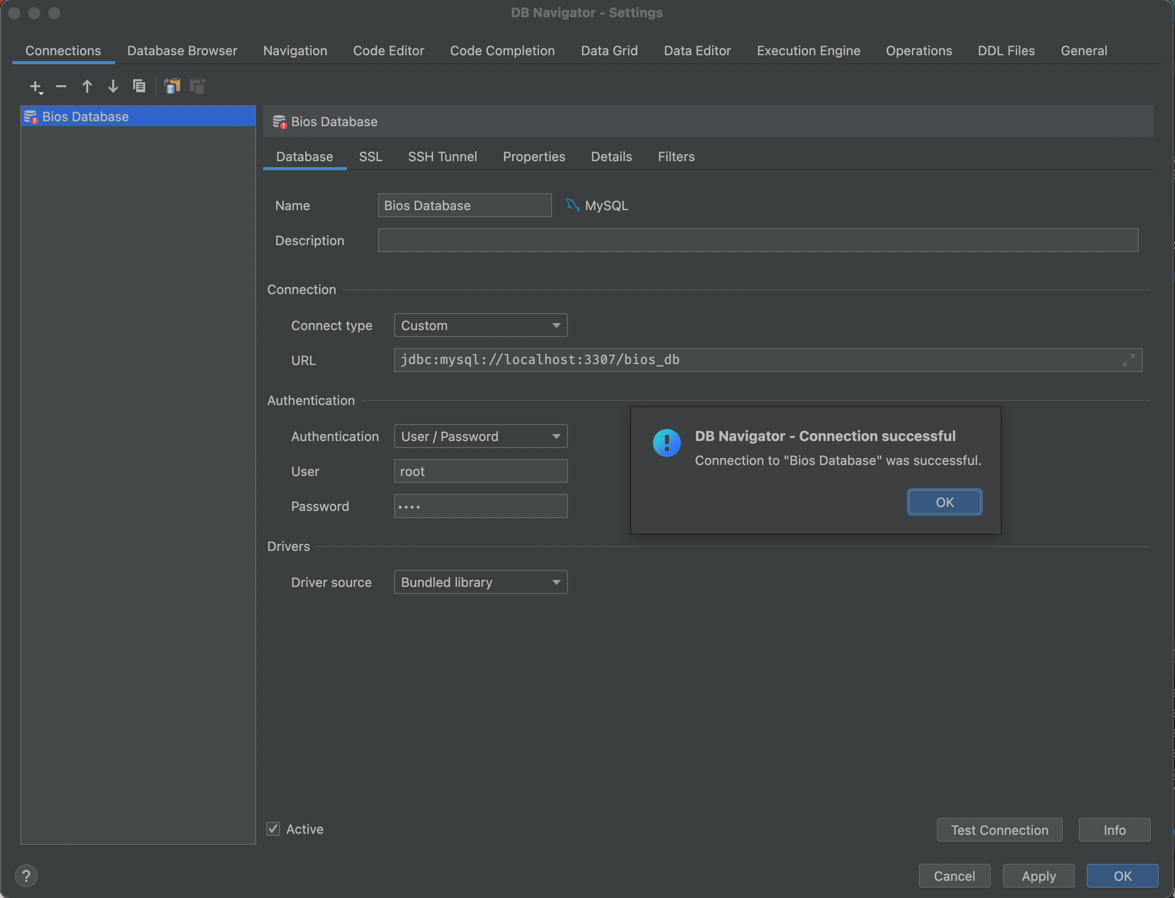 DB Navigator - Settings
Connections Database Browser Navigation Code Editor Code Completion Data Grid Data Editor Execution Engine Operations DDL Files General
Bios Database
Bios Database
Database SSL SSH Tunnel Properties Details Filters
Name Bios Database MySQL
Description
Connection
Connect type Custom
URL jdbc:mysql://localhost:3307/bios_db
Authentication
Authentication User / Password
User root
Password ••••
DB Navigator - Connection successful
Connection to "Bios Database" was successful.
OK
Drivers
Driver source Bundled library
Active
Test Connection Info
? Cancel Apply OK